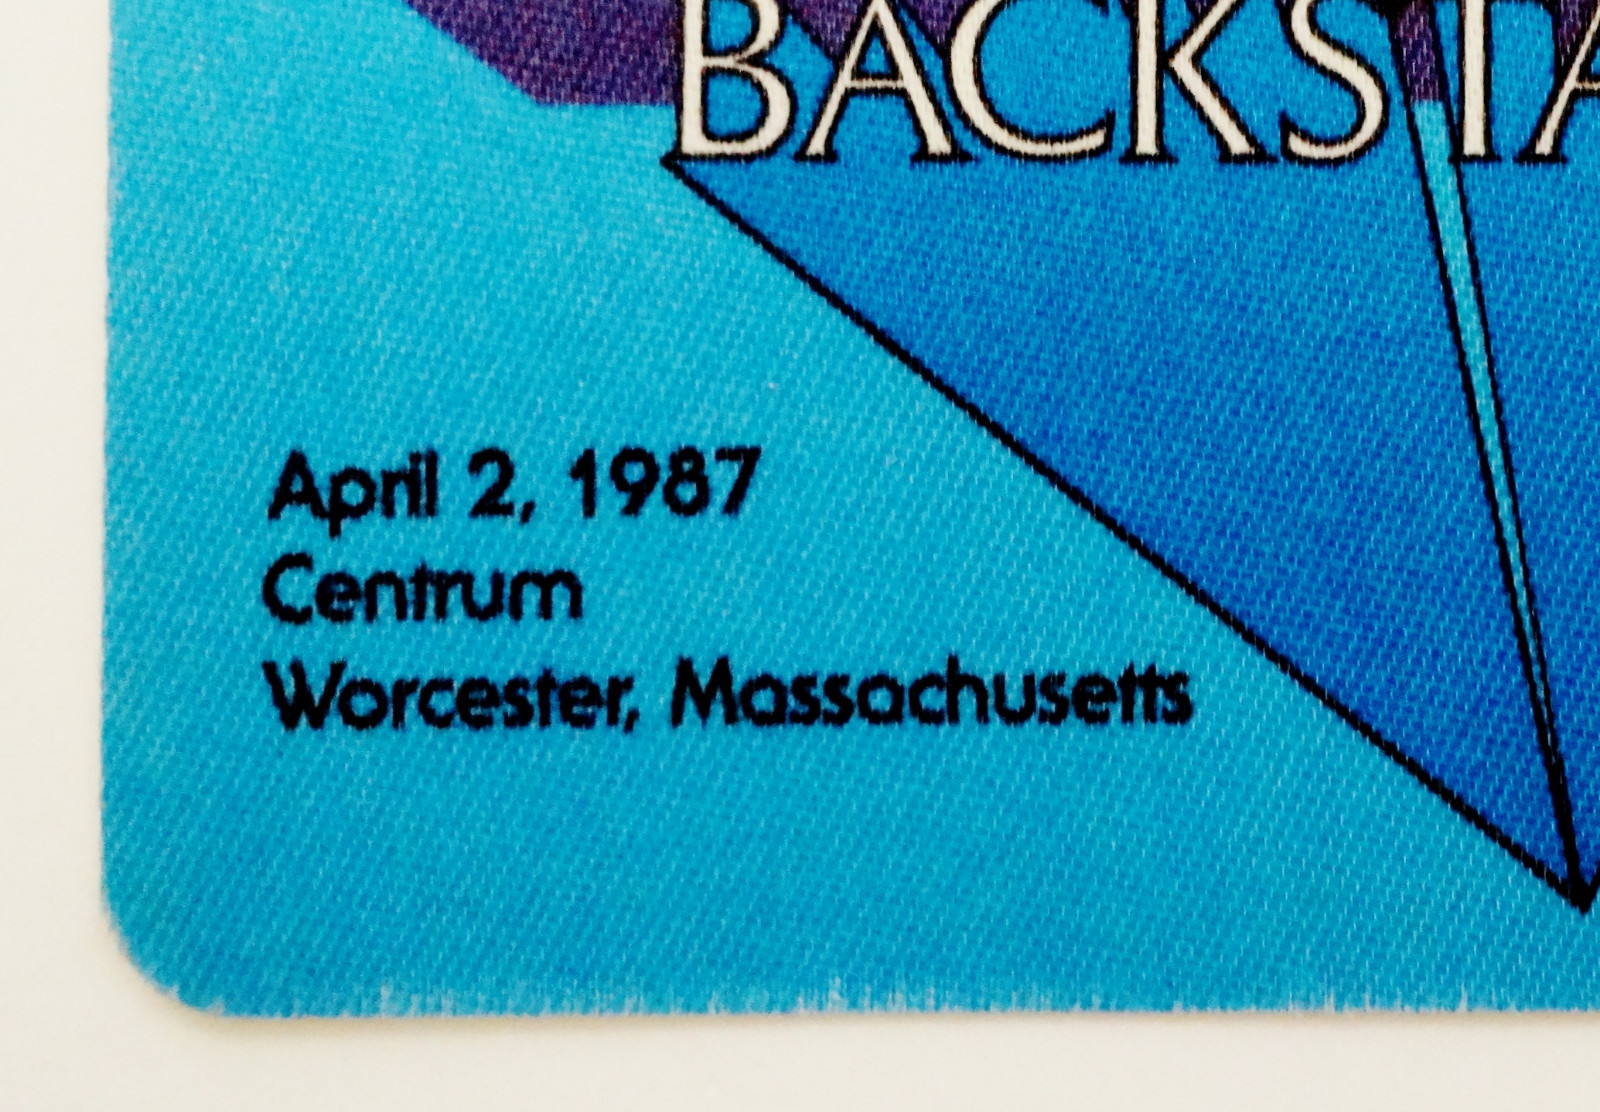 BACKSTA
April 2, 1987
Centrum
Worcester, Massachusetts